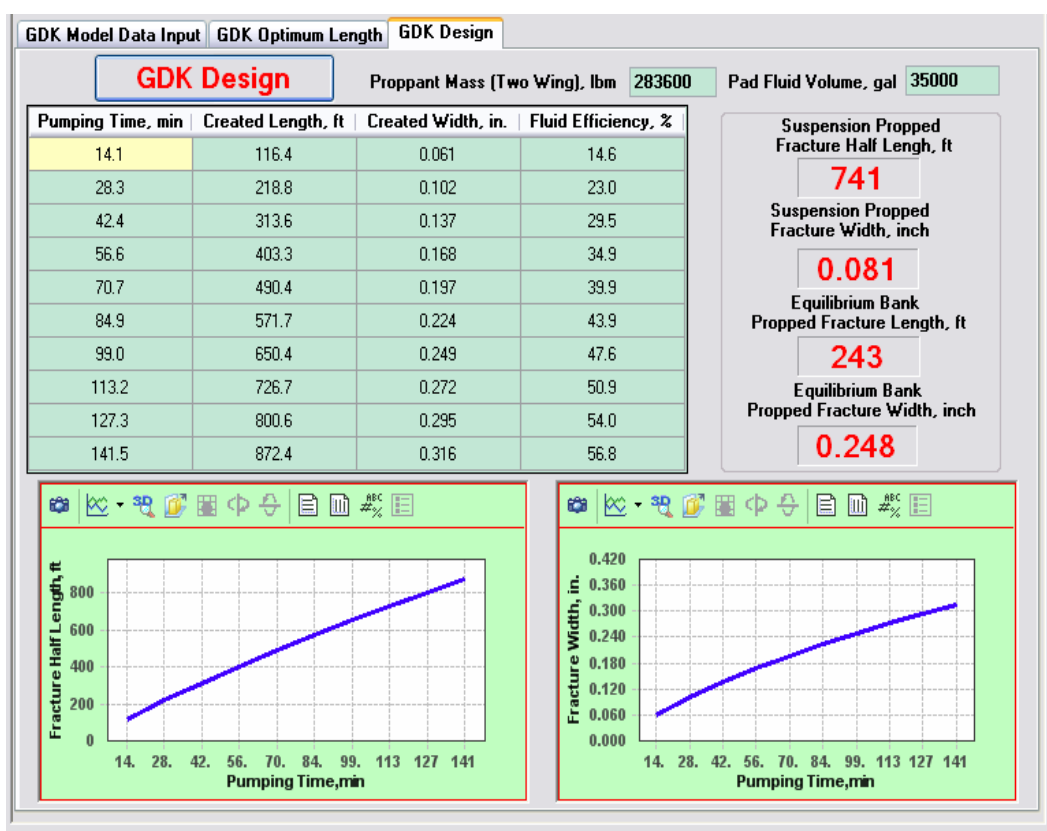 GDK Model Data Input GDK Optimum Length GDK Design
GDK Design Proppant Mass (Two Wing), lbm 283600 Pad Fluid Volume, gal 35000
Pumping Time, min Created Length, ft Created Width, in. Fluid Efficiency, %
14.1 116.4 0.061 14.6
28.3 218.8 0.102 23.0
42.4 313.6 0.137 29.5
56.6 403.3 0.168 34.9
70.7 490.4 0.197 39.9
84.9 571.7 0.224 43.9
99.0 650.4 0.249 47.6
113.2 726.7 0.272 50.9
127.3 800.6 0.295 54.0
141.5 872.4 0.316 56.8
Suspension Propped
Fracture Half Lengh, ft
741
Suspension Propped
Fracture Width, inch
0.081
Equilibrium Bank
Propped Fracture Length, ft
243
Equilibrium Bank
Propped Fracture Width, inch
0.248
3D ABC #%
Fracture Half Length, ft
800
600
400
200
0
14. 28. 42. 56. 70. 84. 99. 113 127 141
Pumping Time,min
3D ABC #%
Fracture Width, in.
0.420
0.360
0.300
0.240
0.180
0.120
0.060
0.000
14. 28. 42. 56. 70. 84. 99. 113 127 141
Pumping Time,min